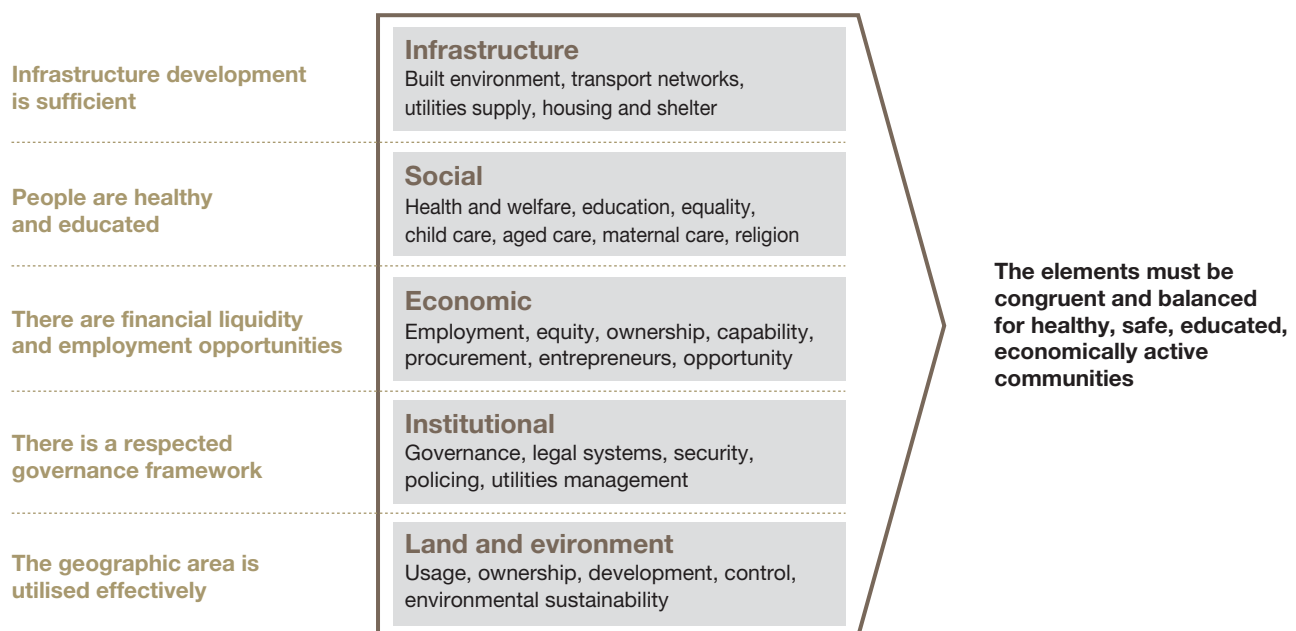 Infrastructure development
is sufficient
Infrastructure
Built environment, transport networks,
utilities supply, housing and shelter
People are healthy
and educated
Social
Health and welfare, education, equality,
child care, aged care, maternal care, religion
There are financial liquidity
and employment opportunities
Economic
Employment, equity, ownership, capability,
procurement, entrepreneurs, opportunity
There is a respected
governance framework
Institutional
Governance, legal systems, security,
policing, utilities management
The geographic area is
utilised effectively
Land and evironment
Usage, ownership, development, control,
environmental sustainability
The elements must be
congruent and balanced
for healthy, safe, educated,
economically active
communities